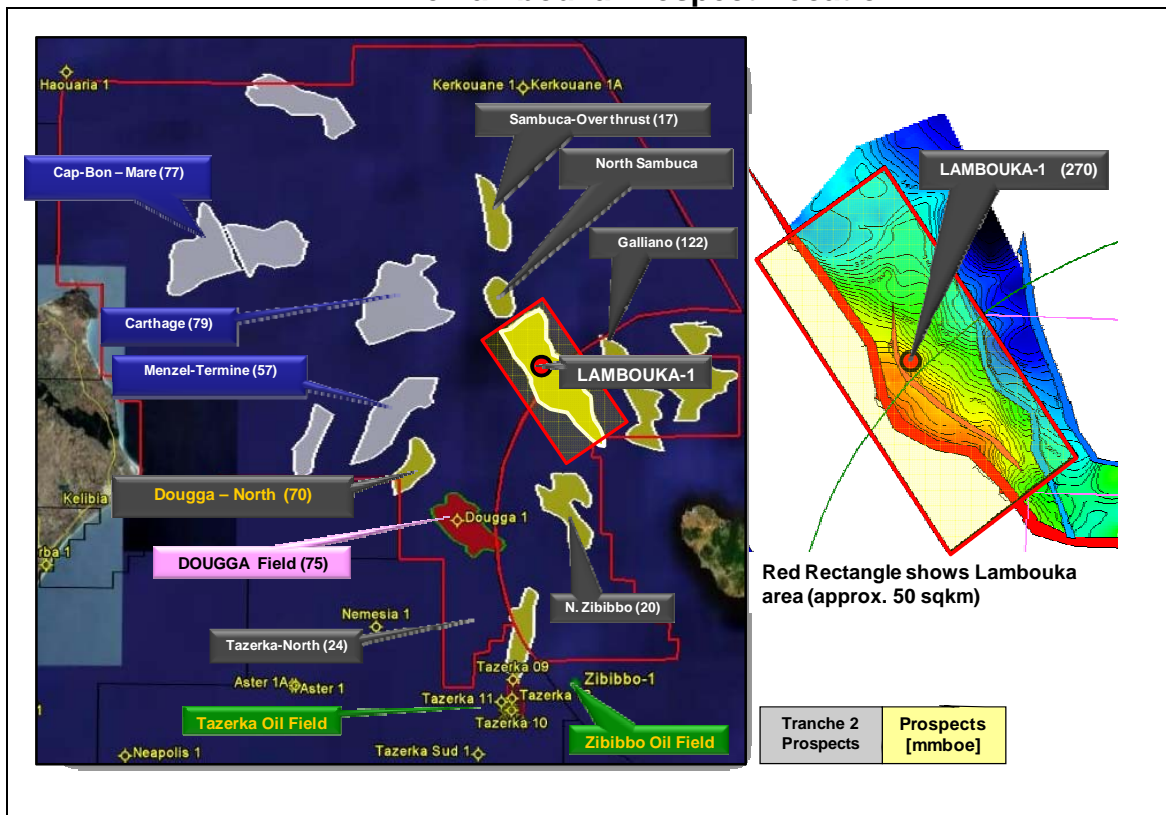 Haouaria 1
Kerkouane 1
Kerkouane 1A
Sambuca-Overthrust (17)
North Sambuca
Cap-Bon – Mare (77)
LAMBOUKA-1 (270)
Galliano (122)
Carthage (79)
Menzel-Termine (57)
LAMBOUKA-1
Kelibia
Dougga – North (70)
Dougga 1
rba 1
DOUGGA Field (75)
Red Rectangle shows Lambouka
area (approx. 50 sqkm)
N. Zibibbo (20)
Nemesia 1
Tazerka-North (24)
Tazerka 09
Zibibbo-1
Aster 1A
Aster 1
Tazerka 11
Tazerka
Tazerka 10
Tazerka Oil Field
Zibibbo Oil Field
Neapolis 1
Tazerka Sud 1
Tranche 2
Prospects
Prospects
[mmboe]